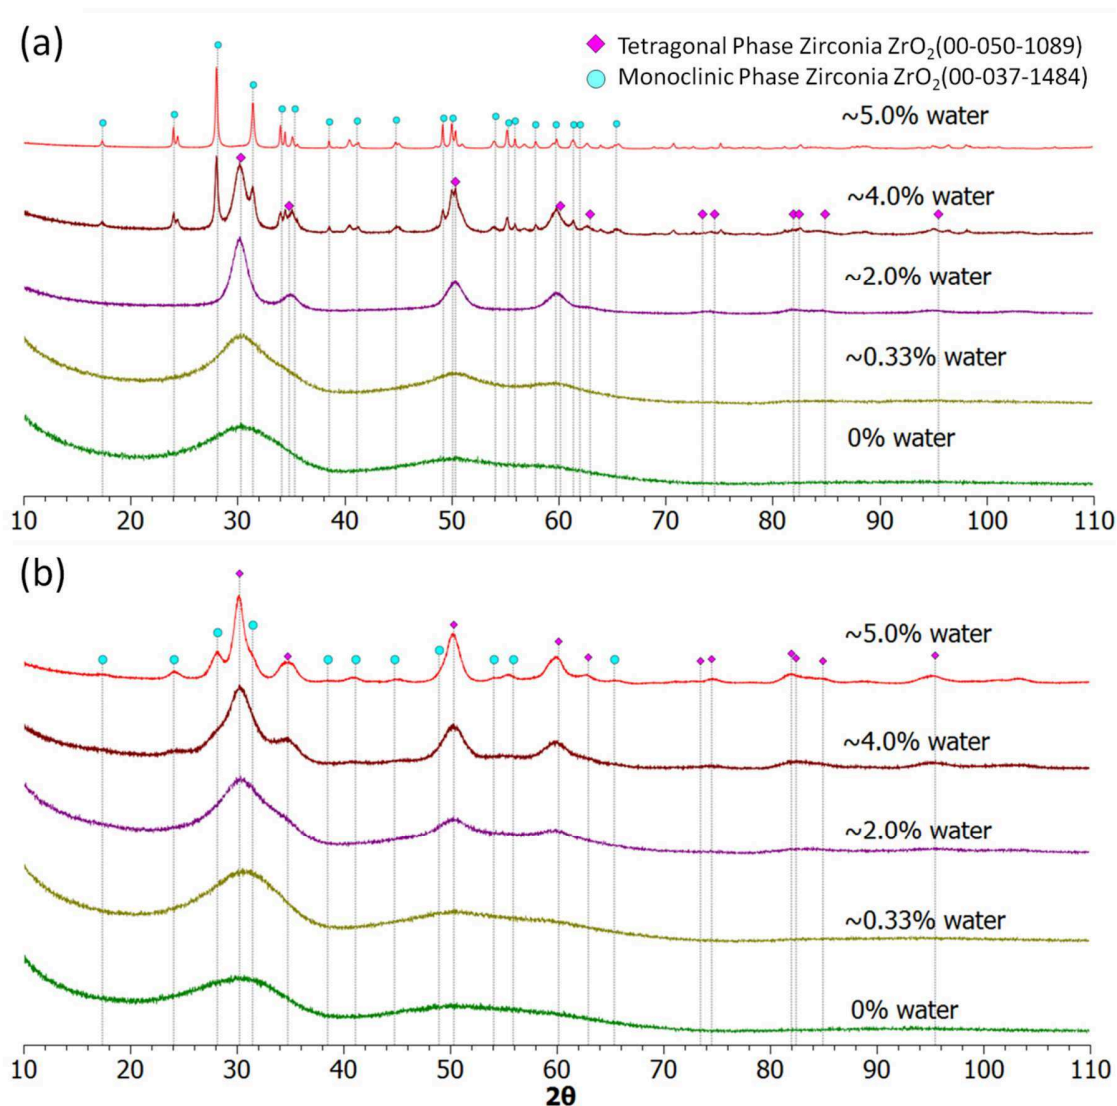 (a)
Tetragonal Phase Zirconia ZrO₂(00-050-1089)
Monoclinic Phase Zirconia ZrO₂(00-037-1484)
~5.0% water
~4.0% water
~2.0% water
~0.33% water
0% water
10 20 30 40 50 60 70 80 90 100 110
(b)
~5.0% water
~4.0% water
~2.0% water
~0.33% water
0% water
10 20 30 40 50 60 70 80 90 100 110
2θ